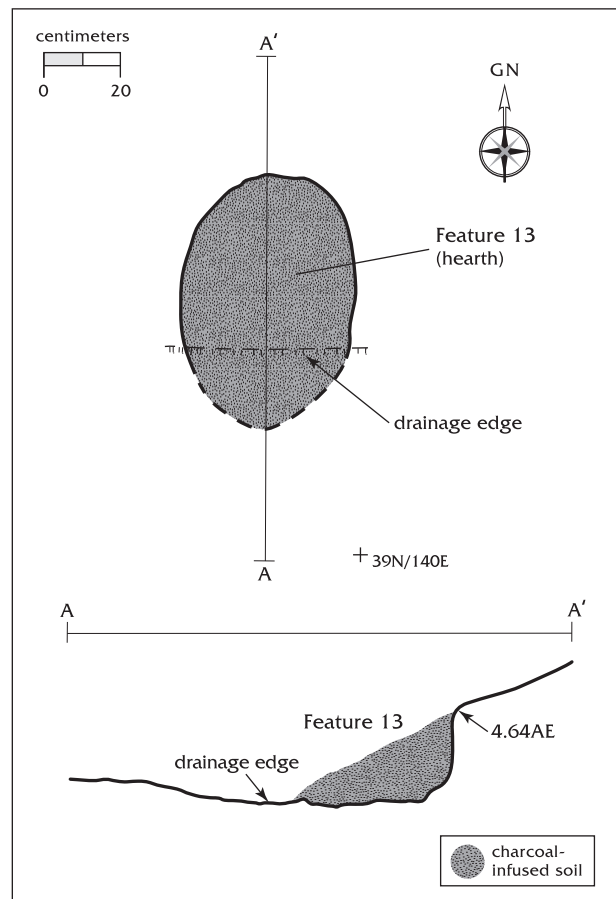 centimeters
0 20
A'
GN
Feature 13
(hearth)
drainage edge
39N/140E
A
A A'
Feature 13
4.64AE
drainage edge
charcoal-
infused soil